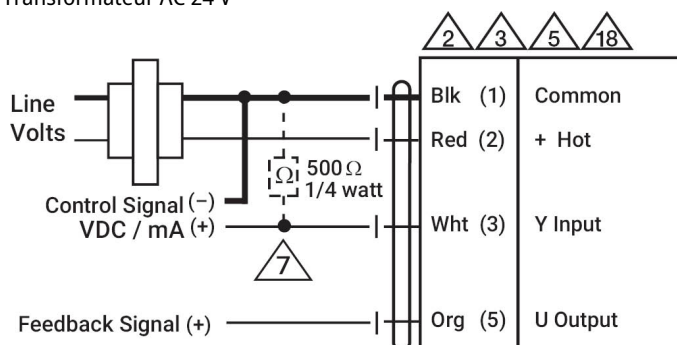 Transformateur AC 24 V
2 3 5 18
Line
Volts
Blk (1) Common
Red (2) + Hot
Ω 500 Ω
1/4 watt
Control Signal (−)
VDC / mA (+)
Wht (3) Y Input
7
Feedback Signal (+)
Org (5) U Output